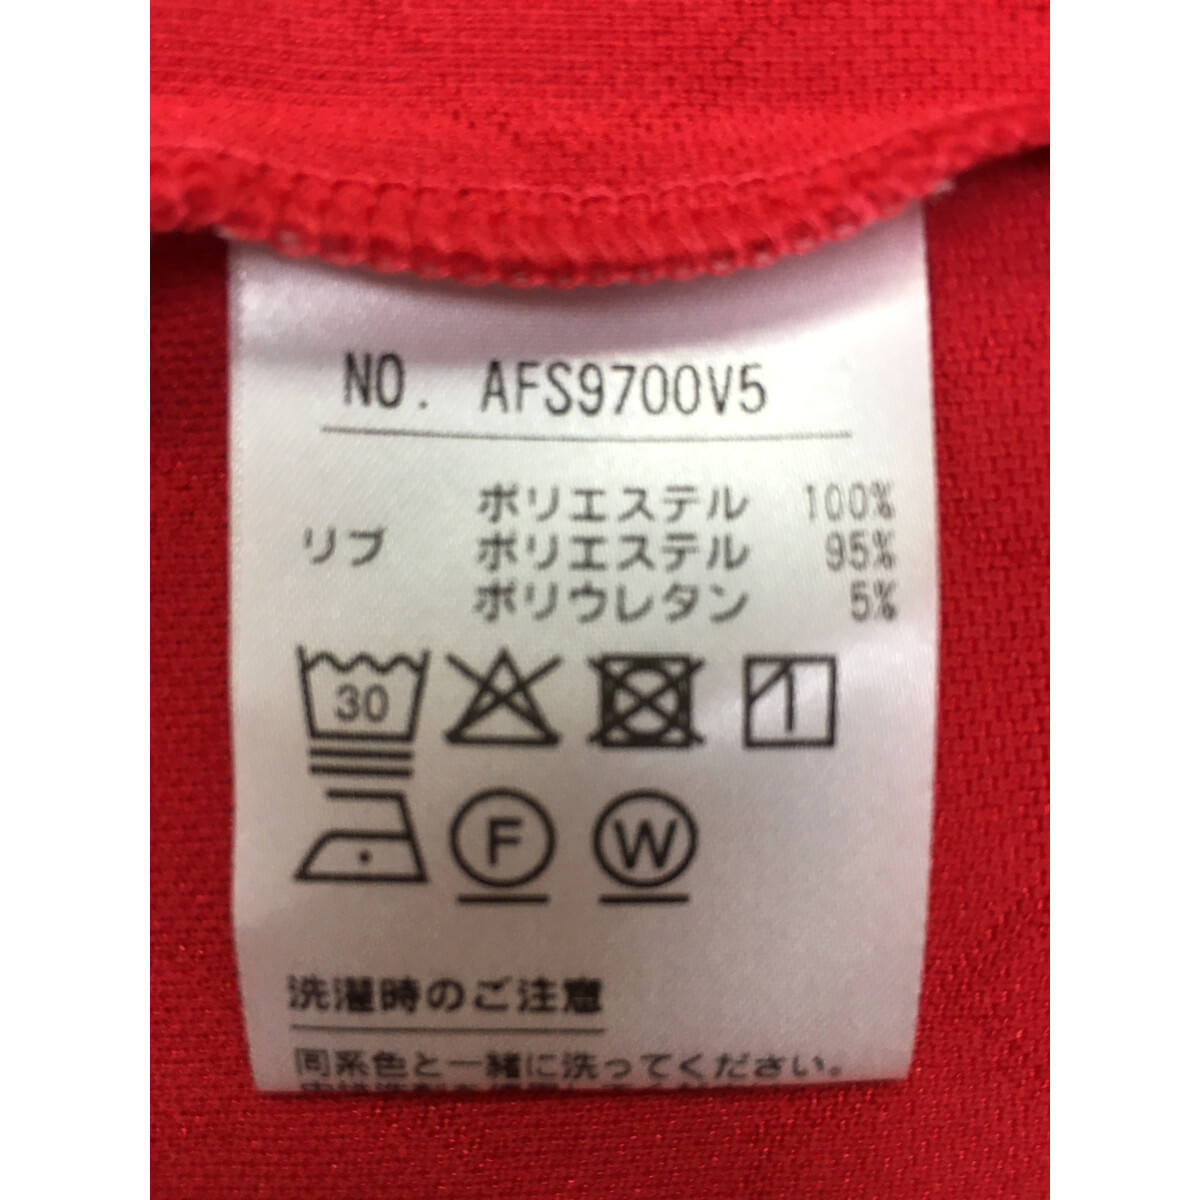 NO. AFS9700V5
ポリエステル 100%
リブ ポリエステル 95%
ポリウレタン 5%
30
F W
洗濯時のご注意
同系色と一緒に洗ってください。